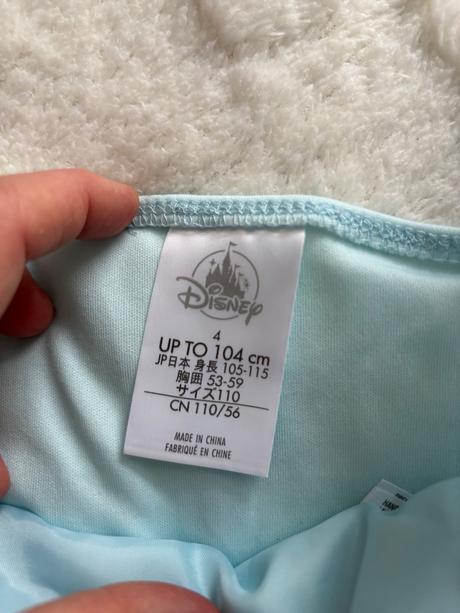 Disney
4
UP TO 104 cm
JP日本 身長 105-115
胸囲 53-59
サイズ110
CN 110/56
MADE IN CHINA
FABRIQUÉ EN CHINE
HAND